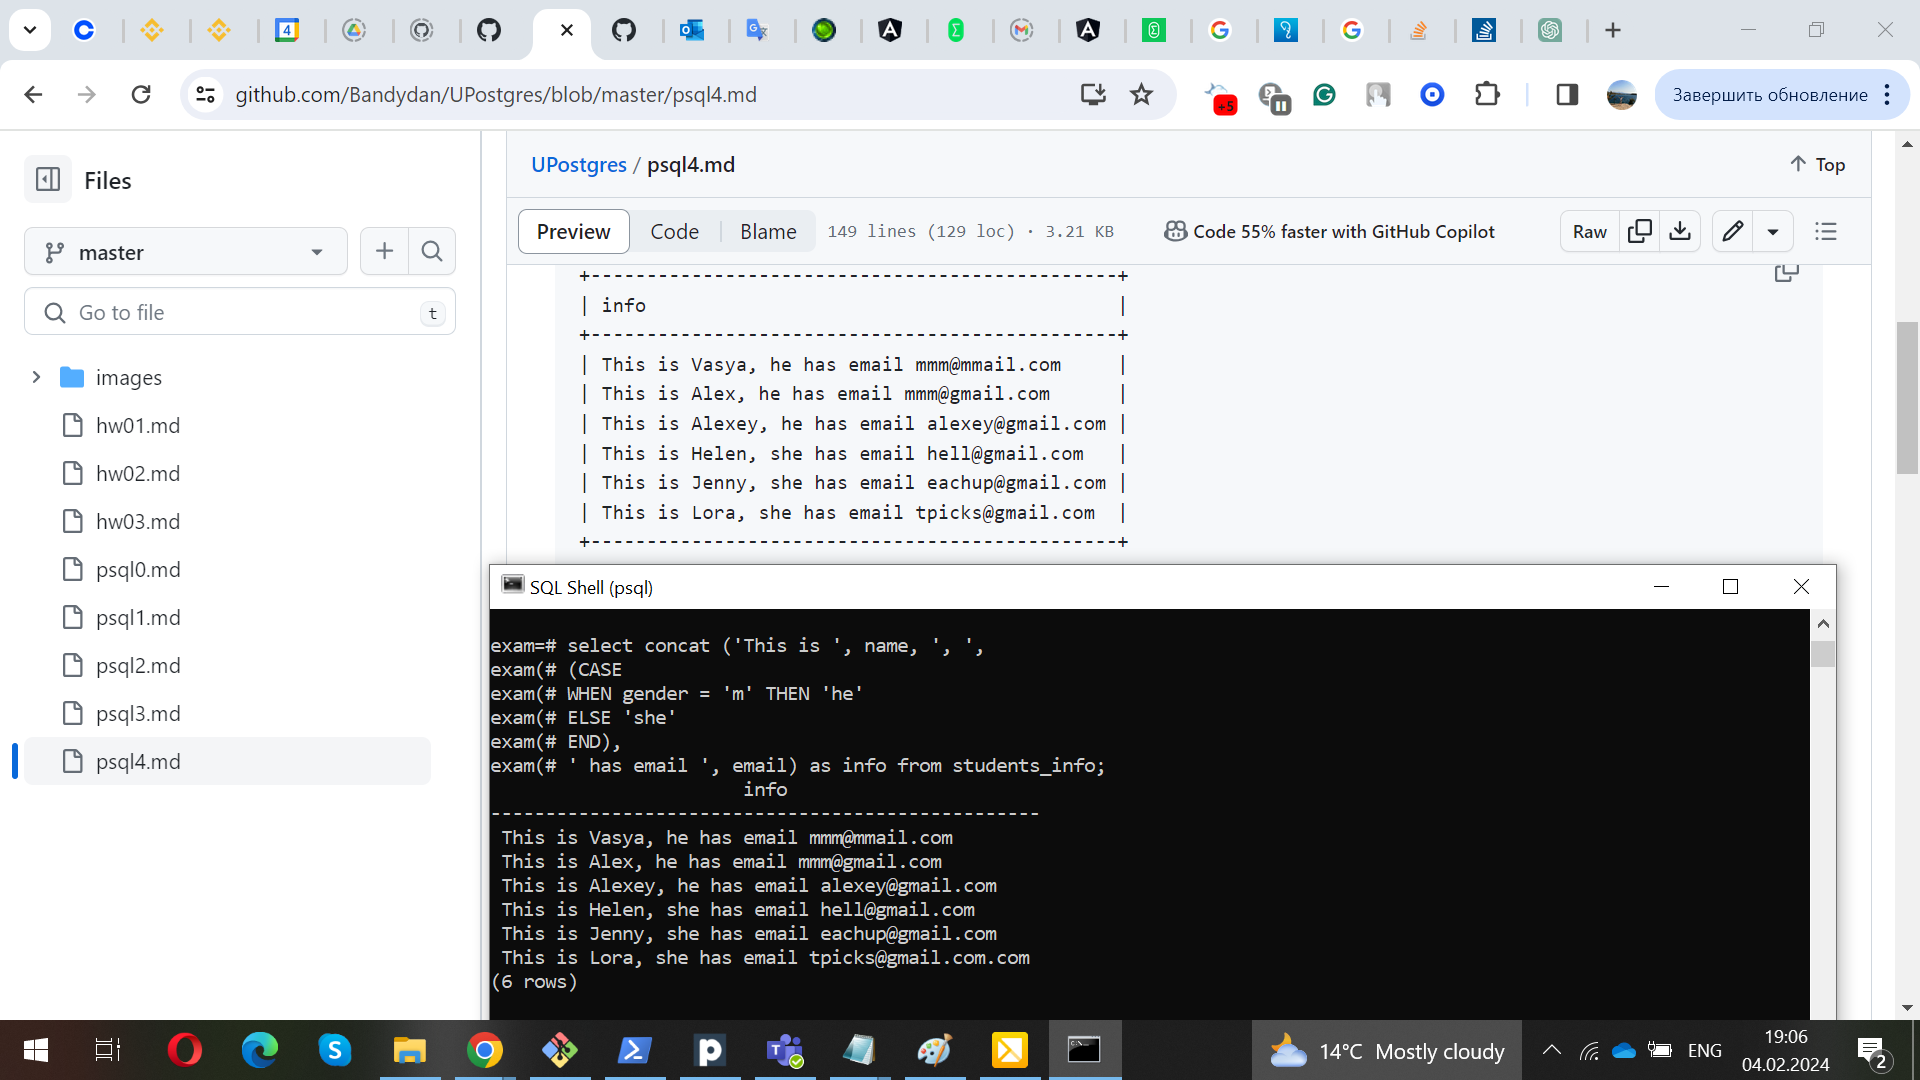 github.com/Bandydan/UPostgres/blob/master/psql4.md
+5
Завершить обновление
Files
UPostgres / psql4.md
Top
master
Preview
Code
Blame
149 lines (129 loc) · 3.21 KB
Code 55% faster with GitHub Copilot
Raw
Go to file
t
images
hw01.md
hw02.md
hw03.md
psql0.md
psql1.md
psql2.md
psql3.md
psql4.md
+-----------------------------------------------+
| info |
+-----------------------------------------------+
| This is Vasya, he has email mmm@mmail.com |
| This is Alex, he has email mmm@gmail.com |
| This is Alexey, he has email alexey@gmail.com |
| This is Helen, she has email hell@gmail.com |
| This is Jenny, she has email eachup@gmail.com |
| This is Lora, she has email tpicks@gmail.com |
+-----------------------------------------------+
SQL Shell (psql)
exam=# select concat ('This is ', name, ', ',
exam(# (CASE
exam(# WHEN gender = 'm' THEN 'he'
exam(# ELSE 'she'
exam(# END),
exam(# ' has email ', email) as info from students_info;
info
--------------------------------------------------
This is Vasya, he has email mmm@mmail.com
This is Alex, he has email mmm@gmail.com
This is Alexey, he has email alexey@gmail.com
This is Helen, she has email hell@gmail.com
This is Jenny, she has email eachup@gmail.com
This is Lora, she has email tpicks@gmail.com.com
(6 rows)
14°C Mostly cloudy
ENG
19:06
04.02.2024
2